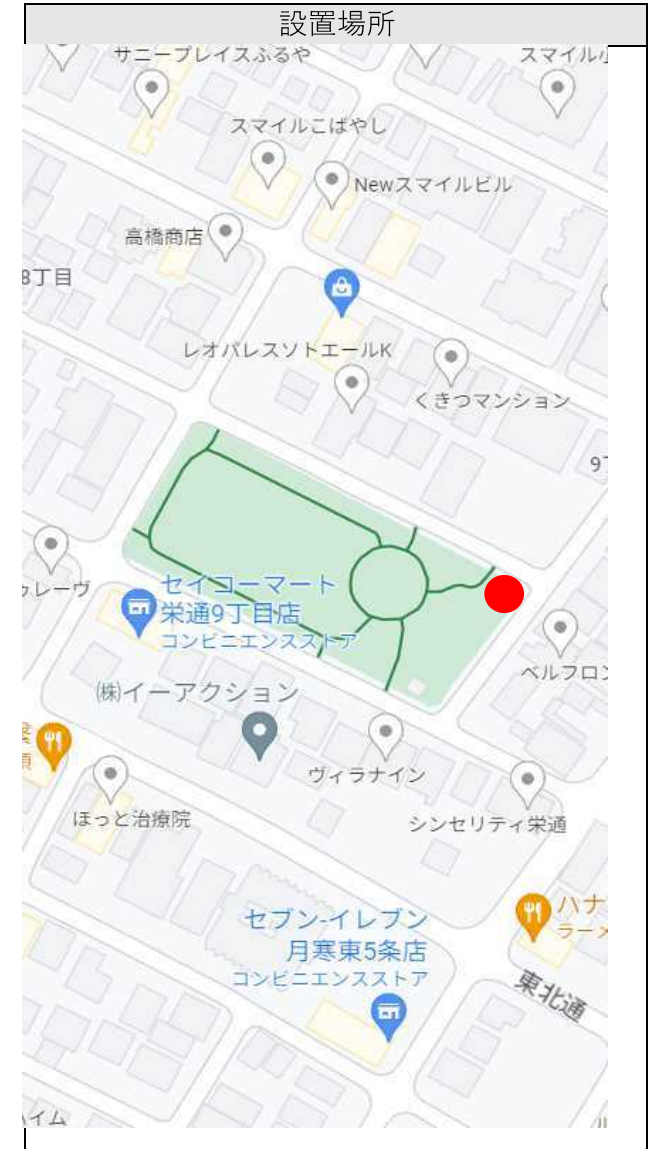 設置場所
サニープレイスふるや
スマイル
スマイルこばやし
Newスマイルビル
高橋商店
8丁目
レオパレスソトエールK
くきつマンション
セイコーマート
栄通9丁目店
コンビニエンスストア
レーヴ
ベルフロン
㈱イーアクション
ヴィラナイン
ほっと治療院
シンセリティ栄通
セブン-イレブン
月寒東5条店
コンビニエンスストア
ハナ
ラーメ
東北通
イム